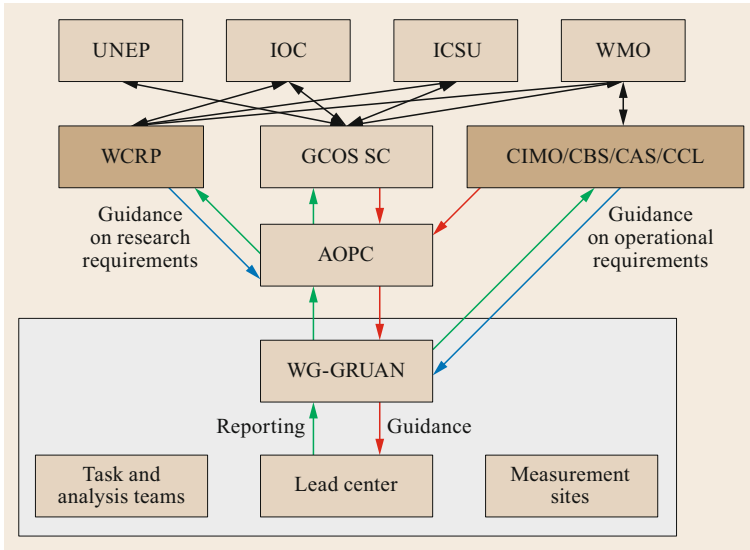 UNEP
IOC
ICSU
WMO
WCRP
GCOS SC
CIMO/CBS/CAS/CCL
Guidance
on research
requirements
Guidance
on operational
requirements
AOPC
WG-GRUAN
Reporting
Guidance
Task and
analysis teams
Lead center
Measurement
sites